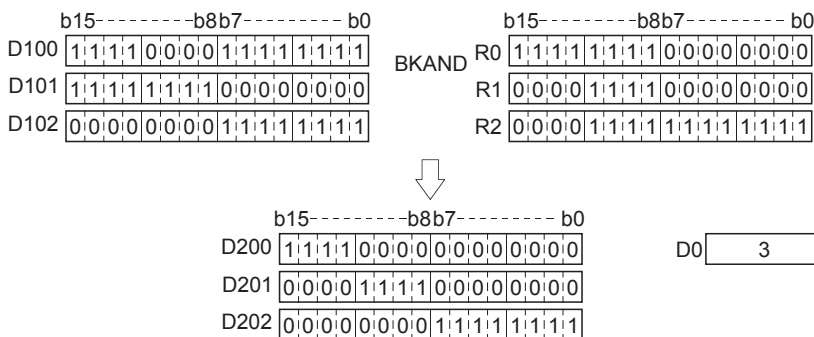 b15--------b8b7--------b0 b15--------b8b7--------b0
D100 1111000011111111 BKAND R0 1111111100000000
D101 1111111100000000 R1 0000111100000000
D102 0000000011111111 R2 0000111111111111
b15--------b8b7--------b0
D200 1111000000000000 D0 3
D201 0000111100000000
D202 0000000011111111